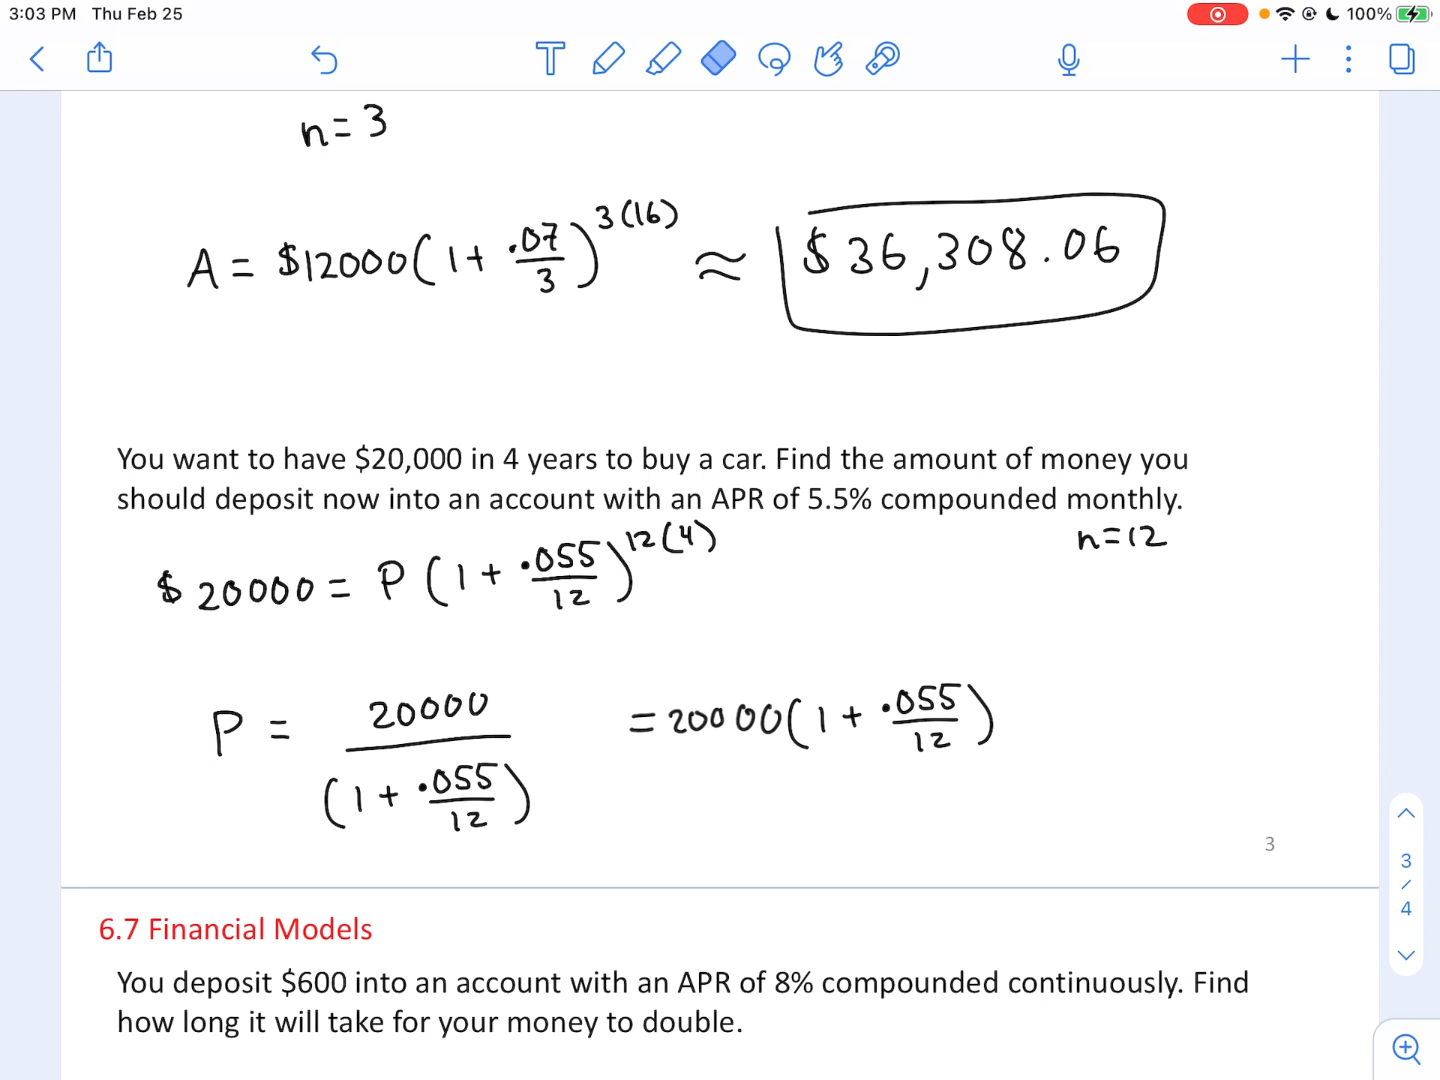 3:03 PM Thu Feb 25
100%
n = 3
A = $12000(1 + .07/3)^3(16) ≈ $36,308.06
You want to have $20,000 in 4 years to buy a car. Find the amount of money you
should deposit now into an account with an APR of 5.5% compounded monthly.
n=12
$20000 = P(1 + .055/12)^12(4)
P = 20000/(1 + .055/12) = 20000(1 + .055/12)
3
3
/
4
6.7 Financial Models
You deposit $600 into an account with an APR of 8% compounded continuously. Find
how long it will take for your money to double.